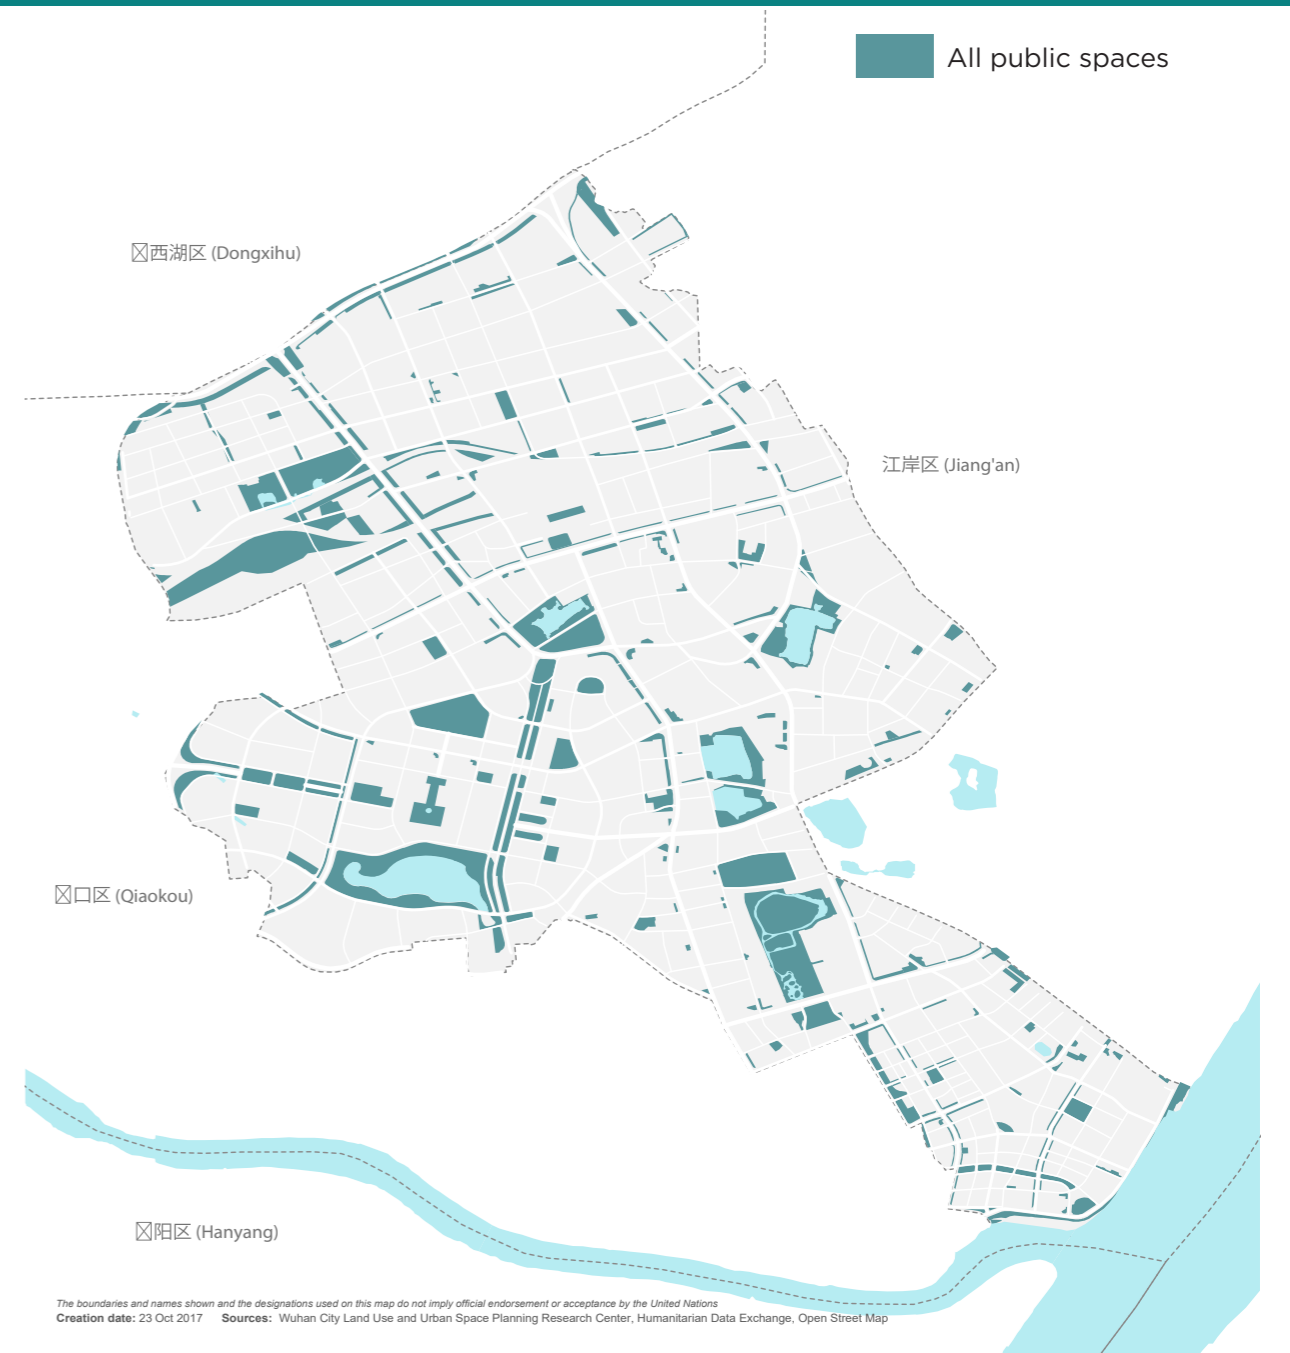 All public spaces
西湖区 (Dongxihu)
江岸区 (Jiang'an)
口区 (Qiaokou)
阳区 (Hanyang)
The boundaries and names shown and the designations used on this map do not imply official endorsement or acceptance by the United Nations
Creation date: 23 Oct 2017 Sources: Wuhan City Land Use and Urban Space Planning Research Center, Humanitarian Data Exchange, Open Street Map